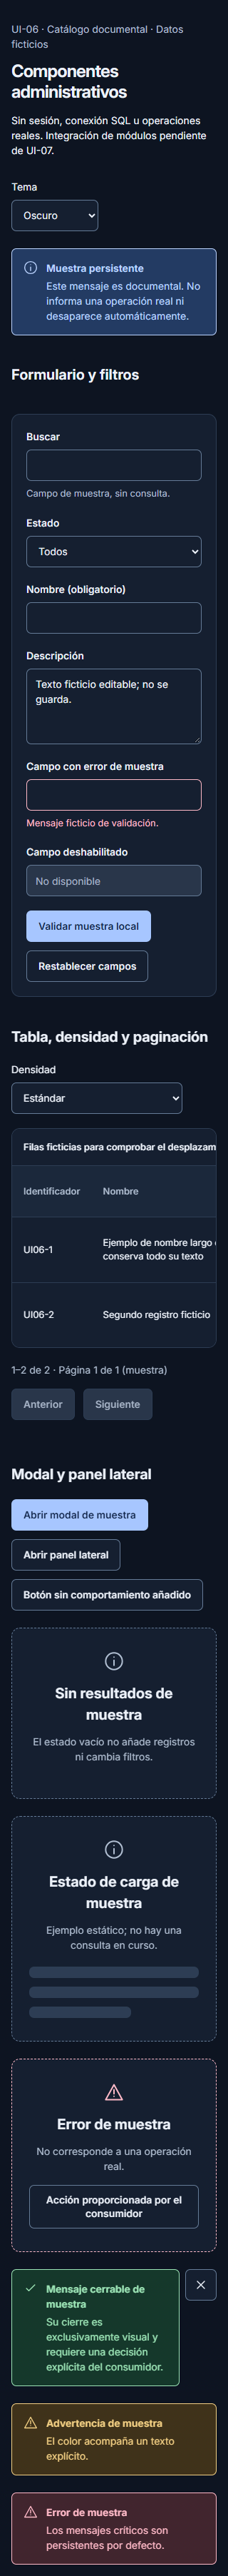 UI-06 · Catálogo documental · Datos
ficticios
Componentes
administrativos
Sin sesión, conexión SQL u operaciones
reales. Integración de módulos pendiente
de UI-07.
Tema
Oscuro
Muestra persistente
Este mensaje es documental. No
informa una operación real ni
desaparece automáticamente.
Formulario y filtros
Buscar
Campo de muestra, sin consulta.
Estado
Todos
Nombre (obligatorio)
Descripción
Texto ficticio editable; no se
guarda.
Campo con error de muestra
Mensaje ficticio de validación.
Campo deshabilitado
No disponible
Validar muestra local
Restablecer campos
Tabla, densidad y paginación
Densidad
Estándar
Filas ficticias para comprobar el desplazam
Identificador Nombre
UI06-1 Ejemplo de nombre largo
conserva todo su texto
UI06-2 Segundo registro ficticio
1–2 de 2 · Página 1 de 1 (muestra)
Anterior Siguiente
Modal y panel lateral
Abrir modal de muestra
Abrir panel lateral
Botón sin comportamiento añadido
Sin resultados de
muestra
El estado vacío no añade registros
ni cambia filtros.
Estado de carga de
muestra
Ejemplo estático; no hay una
consulta en curso.
Error de muestra
No corresponde a una operación
real.
Acción proporcionada por el
consumidor
Mensaje cerrable de
muestra
Su cierre es
exclusivamente visual y
requiere una decisión
explícita del consumidor.
Advertencia de muestra
El color acompaña un texto
explícito.
Error de muestra
Los mensajes críticos son
persistentes por defecto.